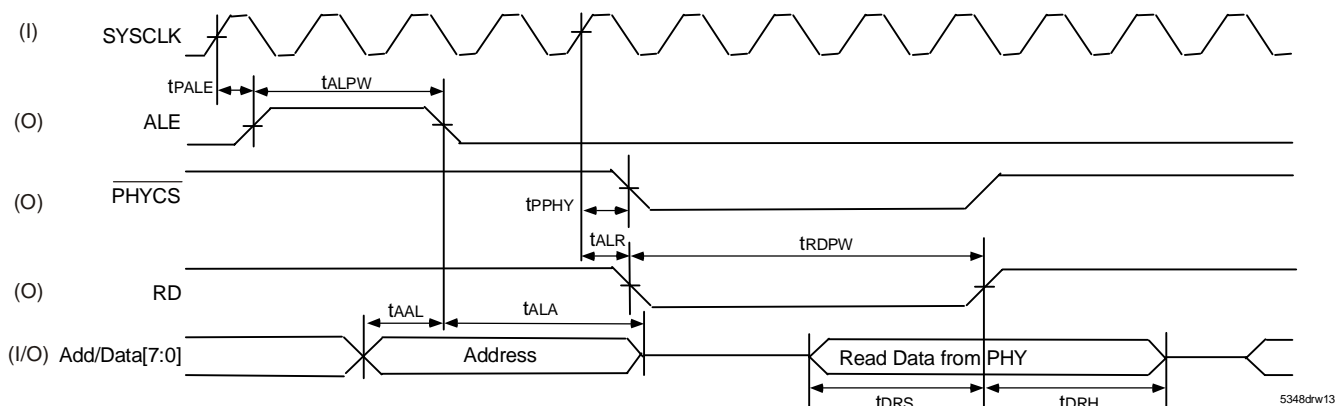 (I) SYSCLK
tPALE tALPW
(O) ALE
(O) PHYCS
tPPHY
tALR tRDPW
(O) RD
tAAL tALA
(I/O) Add/Data[7:0] Address Read Data from PHY
tDRS tDRH
5348drw13